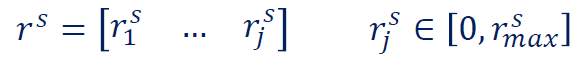 r^s = [r_1^s … r_j^s] r_j^s ∈ [0, r_max^s]